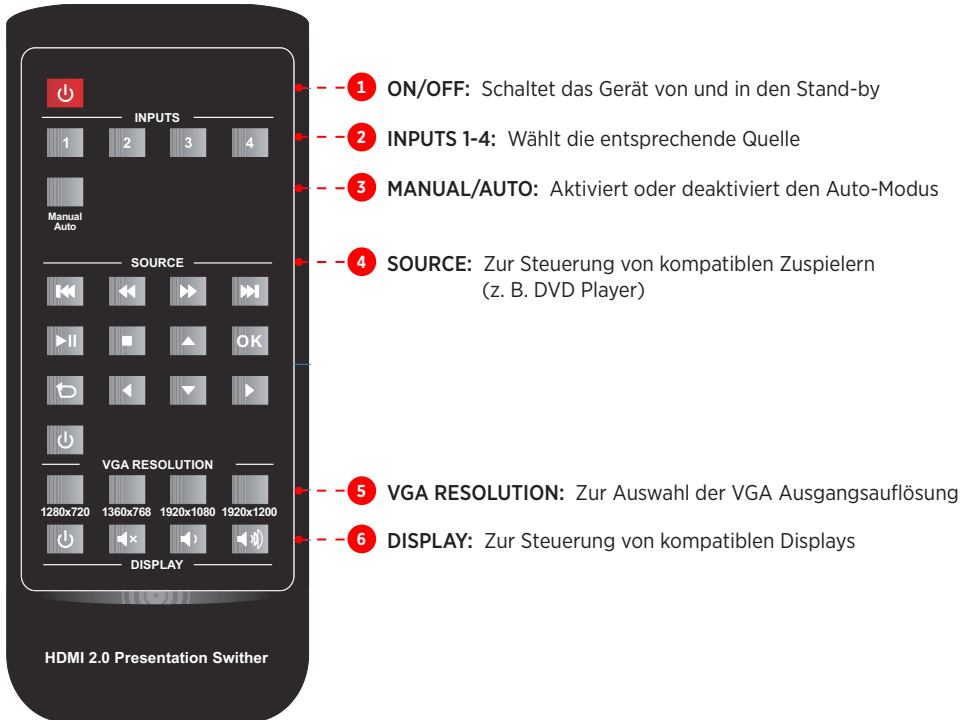 1 ON/OFF: Schaltet das Gerät von und in den Stand-by
INPUTS
1 2 3 4
2 INPUTS 1-4: Wählt die entsprechende Quelle
3 MANUAL/AUTO: Aktiviert oder deaktiviert den Auto-Modus
Manual
Auto
SOURCE
4 SOURCE: Zur Steuerung von kompatiblen Zuspielern
(z. B. DVD Player)
OK
VGA RESOLUTION
5 VGA RESOLUTION: Zur Auswahl der VGA Ausgangsauflösung
1280x720 1360x768 1920x1080 1920x1200
6 DISPLAY: Zur Steuerung von kompatiblen Displays
DISPLAY
HDMI 2.0 Presentation Swither